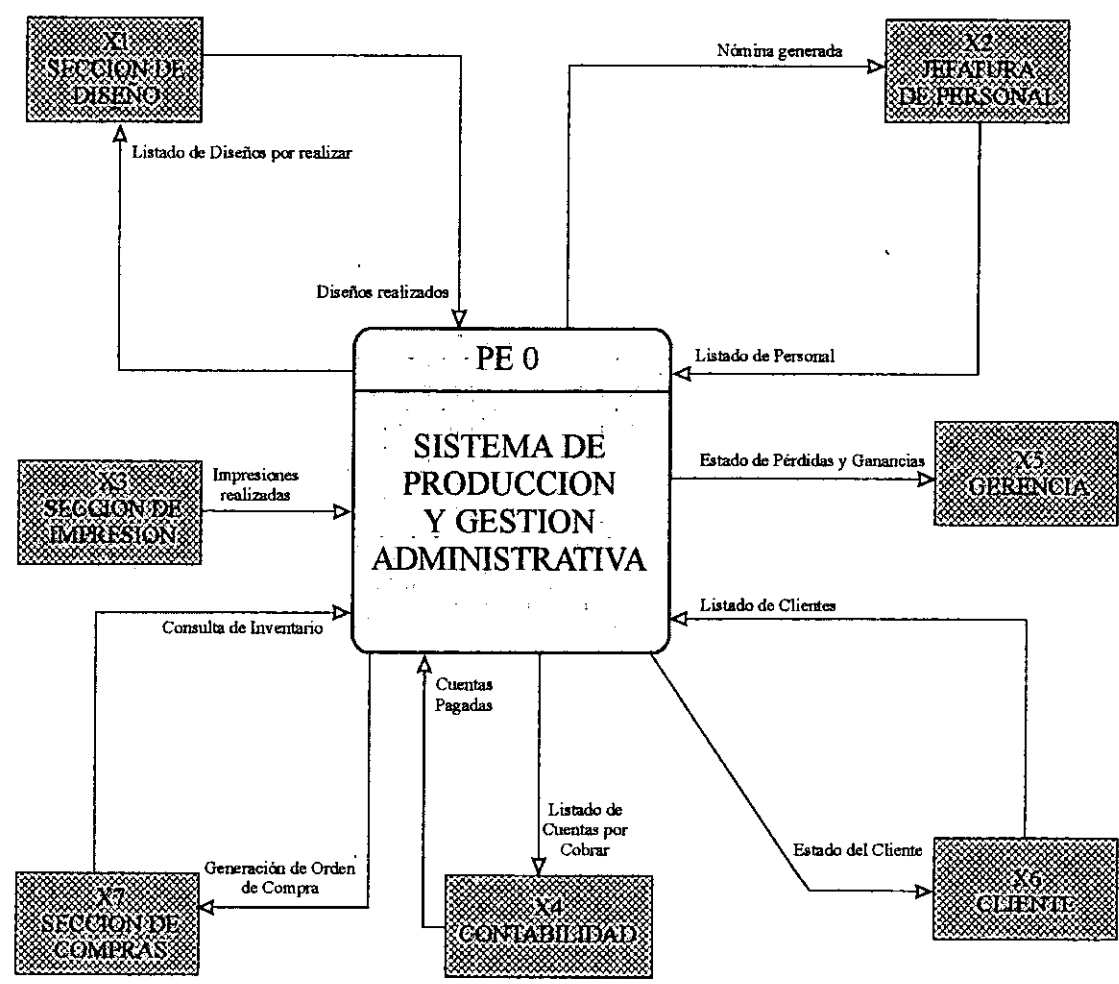 X1
SECCION DE
DISEÑO
Nómina generada
X2
JEFATURA
DE PERSONAL
Listado de Diseños por realizar
Diseños realizados
PE 0
Listado de Personal
SISTEMA DE
PRODUCCION
Y GESTION
ADMINISTRATIVA
X3
SECCION DE
IMPRESIÓN
Impresiones
realizadas
Estado de Pérdidas y Ganancias
X5
GERENCIA
Consulta de Inventario
Listado de Clientes
Cuentas
Pagadas
Listado de
Cuentas por
Cobrar
Generación de Orden
de Compra
Estado del Cliente
X7
SECCION DE
COMPRAS
X4
CONTABILIDAD
X6
CLIENTE